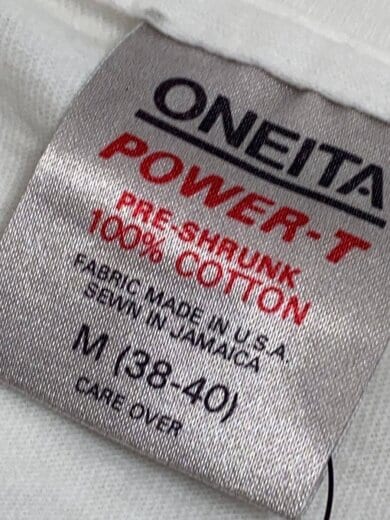 ONEITA
POWER-T
PRE-SHRUNK
100% COTTON
FABRIC MADE IN U.S.A.
SEWN IN JAMAICA
M (38-40)
CARE OVER